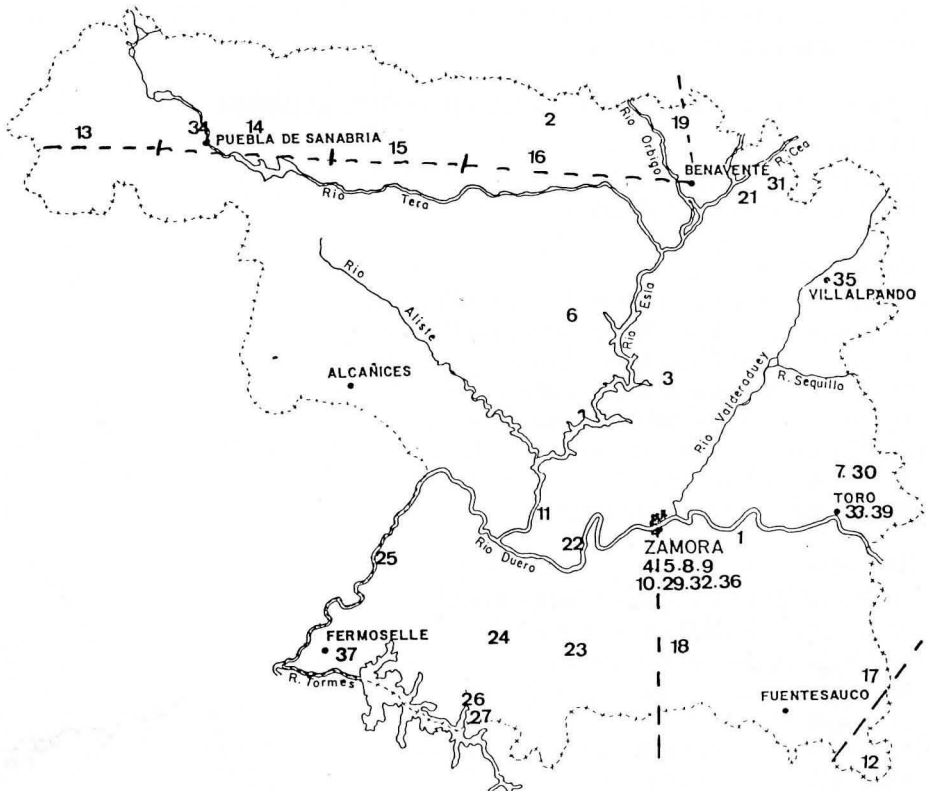 2
19
13
34
14
PUEBLA DE SANABRIA
15
16
Rio Orbigo
BENAVENTE
R. Cea
31
21
Rio Tera
Rio Aliste
6
Rio Esla
35
VILLALPANDO
ALCAÑICES
3
R. Sequillo
Rio Valderaduey
7. 30
TORO
33.39
11
22
Rio Duero
ZAMORA
1
4.15.8.9
10.29.32.36
25
24
23
18
FERMOSELLE
37
R. Tormes
17
FUENTESAUCO
26
27
12